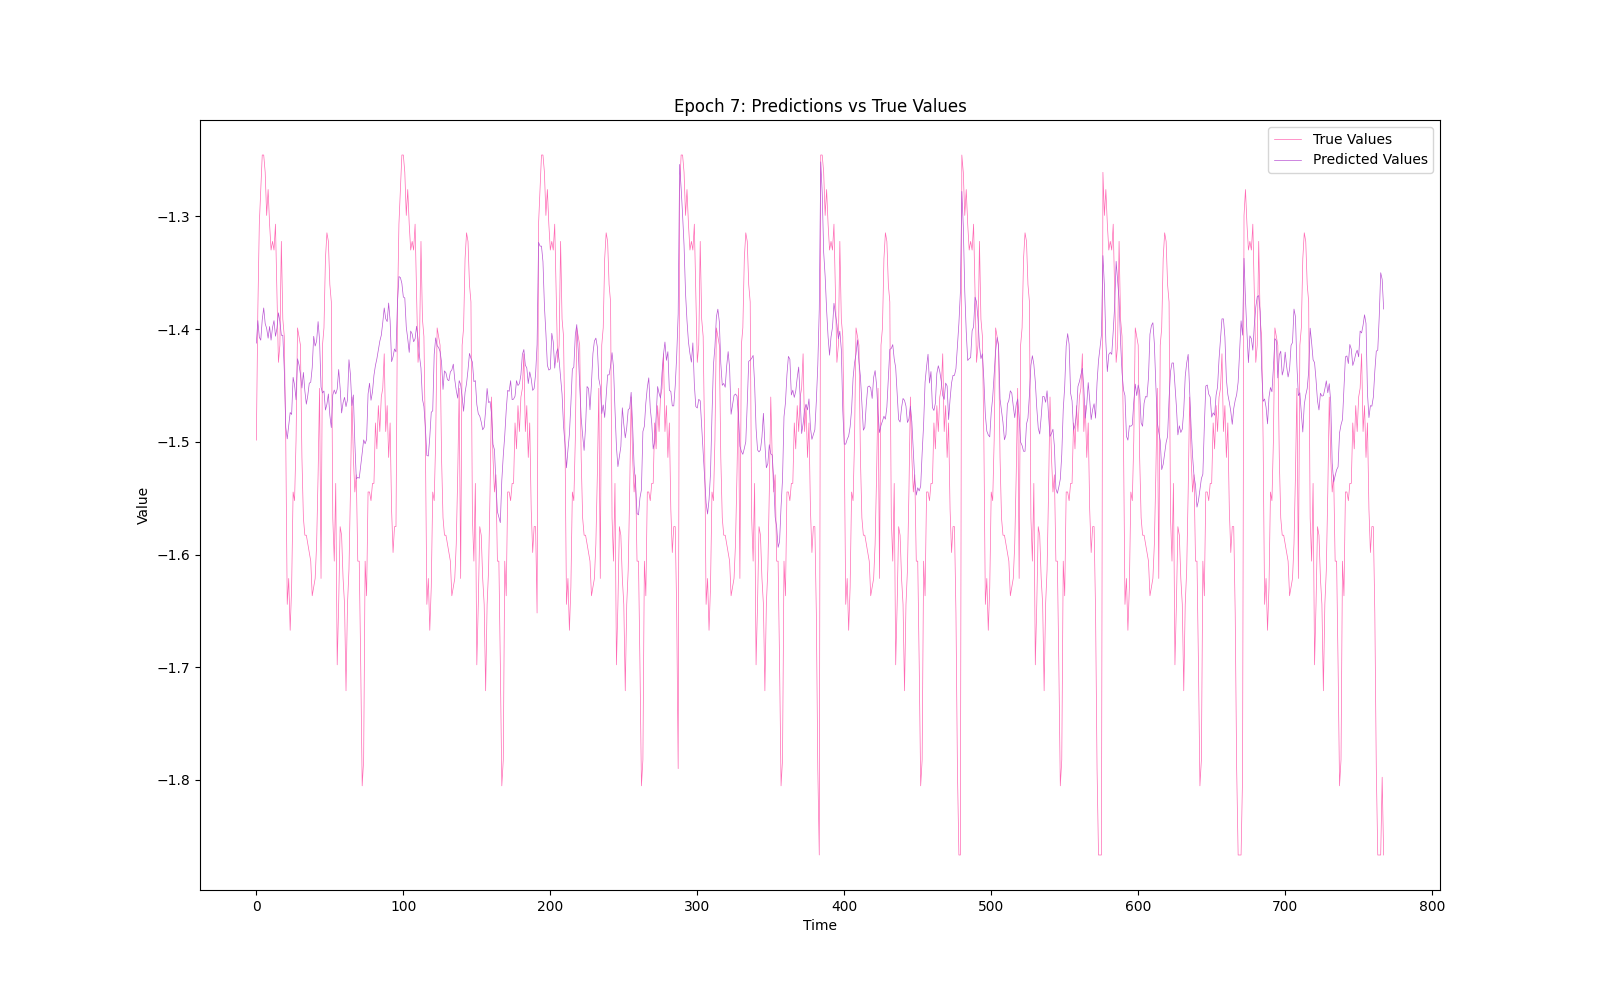 Epoch 7: Predictions vs True Values
True Values
Predicted Values
−1.3
−1.4
−1.5
−1.6
−1.7
−1.8
Value
0 100 200 300 400 500 600 700 800
Time